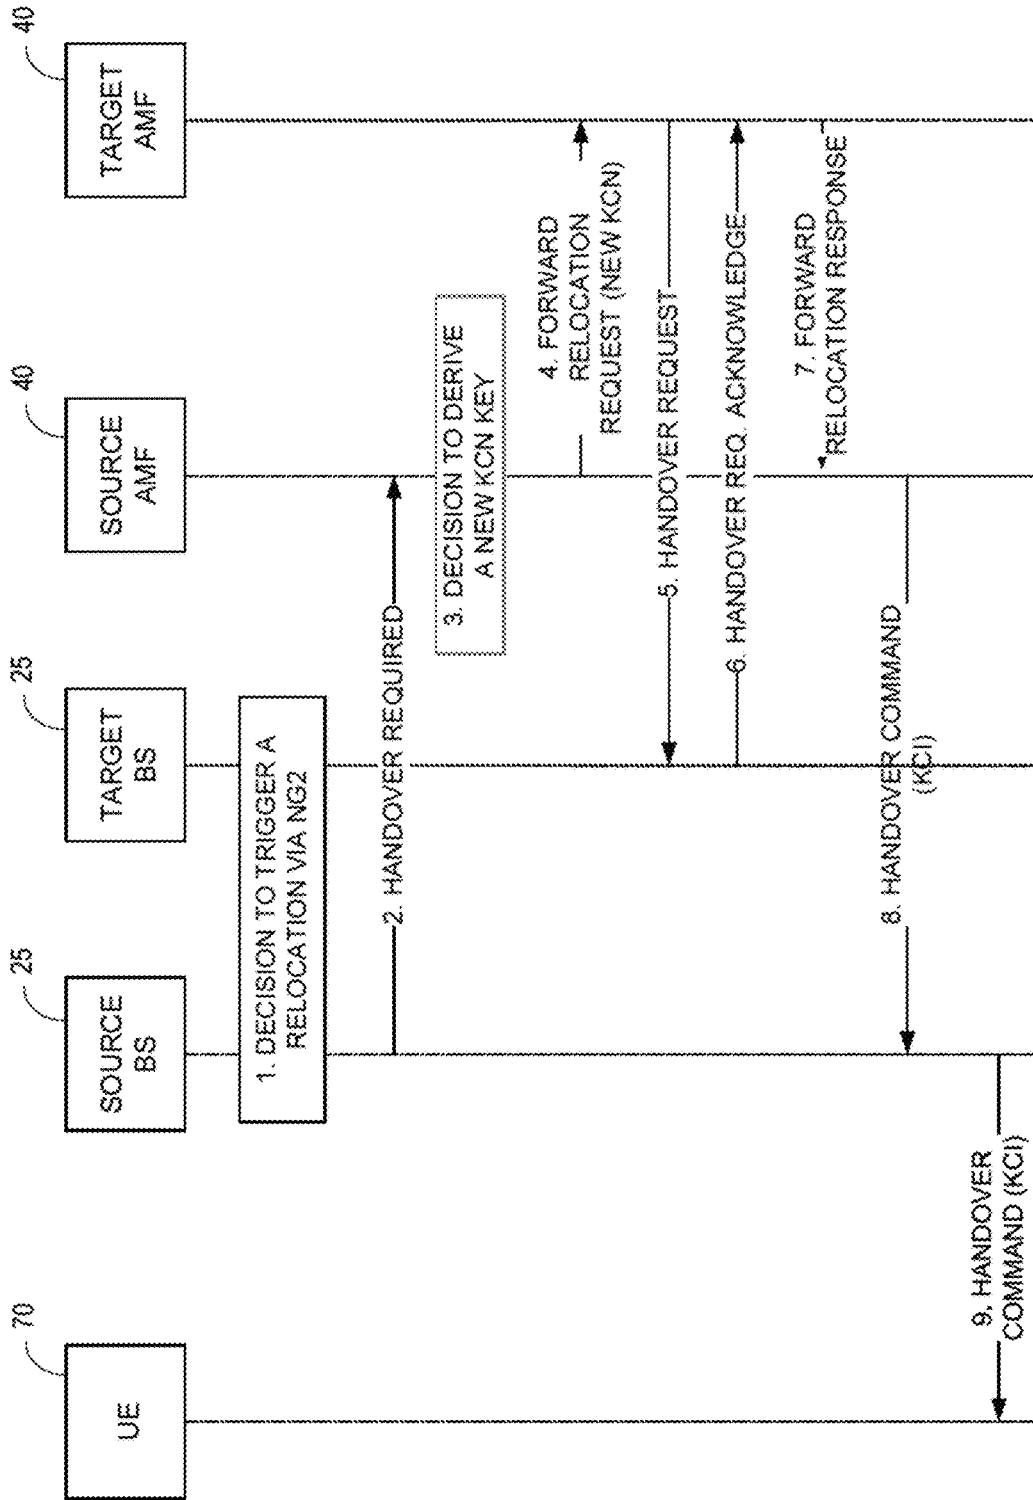 70
UE
25
SOURCE
BS
25
TARGET
BS
40
SOURCE
AMF
40
TARGET
AMF
1. DECISION TO TRIGGER A
RELOCATION VIA NG2
2. HANDOVER REQUIRED
3. DECISION TO DERIVE
A NEW KCN KEY
4. FORWARD
RELOCATION
REQUEST (NEW KCN)
5. HANDOVER REQUEST
6. HANDOVER REQ. ACKNOWLEDGE
7. FORWARD
RELOCATION RESPONSE
8. HANDOVER COMMAND
(KCI)
9. HANDOVER
COMMAND (KCI)